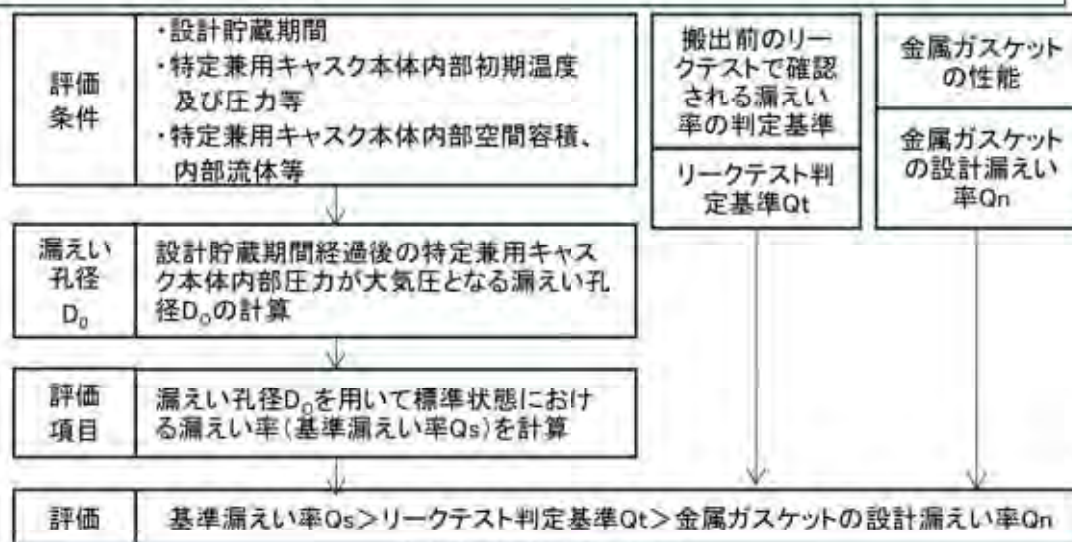 評価
条件
・設計貯蔵期間
・特定兼用キャスク本体内部初期温度
及び圧力等
・特定兼用キャスク本体内部空間容積、
内部流体等
搬出前のリー
クテストで確認
される漏えい
率の判定基準
リークテスト判
定基準Qt
金属ガスケット
の性能
金属ガスケット
の設計漏えい
率Qn
漏えい
孔径
D₀
設計貯蔵期間経過後の特定兼用キャス
ク本体内部圧力が大気圧となる漏えい孔
径D₀の計算
評価
項目
漏えい孔径D₀を用いて標準状態におけ
る漏えい率(基準漏えい率Qs)を計算
評価
基準漏えい率Qs>リークテスト判定基準Qt>金属ガスケットの設計漏えい率Qn